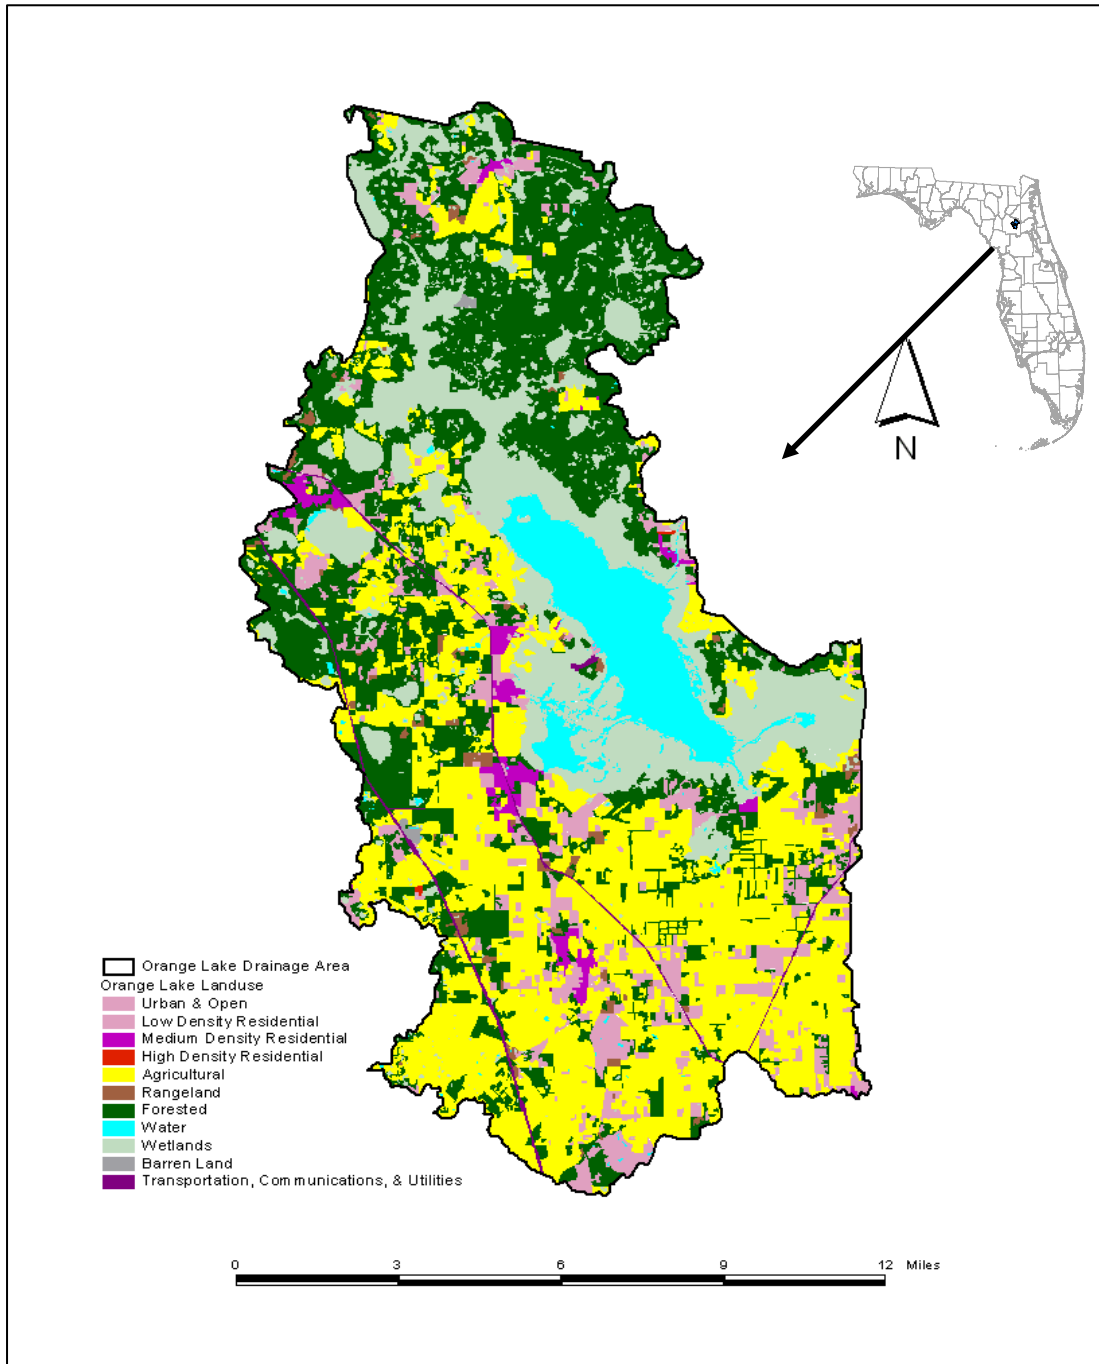 N
Orange Lake Drainage Area
Orange Lake Landuse
Urban & Open
Low Density Residential
Medium Density Residential
High Density Residential
Agricultural
Rangeland
Forested
Water
Wetlands
Barren Land
Transportation, Communications, & Utilities
0 3 6 9 12 Miles